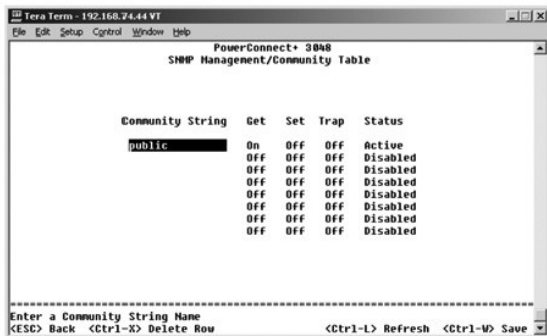 Tera Term - 192.168.74.44 VT
File Edit Setup Control Window Help
PowerConnect+ 3048
SNMP Management/Community Table
Community String Get Set Trap Status
public On Off Off Active
Off Off Off Disabled
Off Off Off Disabled
Off Off Off Disabled
Off Off Off Disabled
Off Off Off Disabled
Off Off Off Disabled
Off Off Off Disabled
Enter a Community String Name
<ESC> Back <Ctrl-X> Delete Row <Ctrl-L> Refresh <Ctrl-W> Save